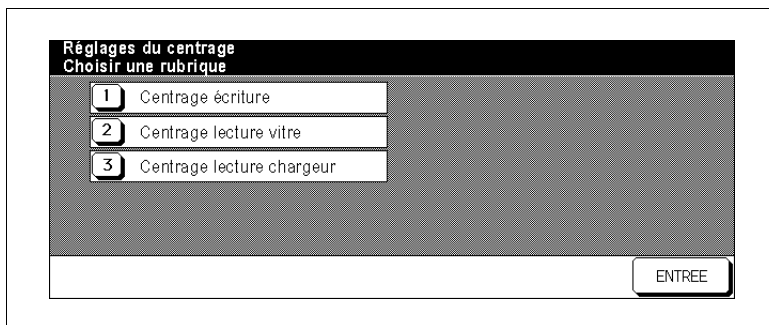 Réglages du centrage
Choisir une rubrique
1 Centrage écriture
2 Centrage lecture vitre
3 Centrage lecture chargeur
ENTREE